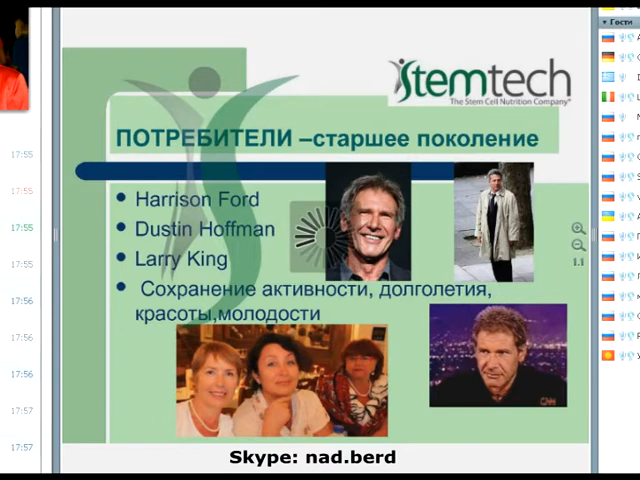 Stemtech
The Stem Cell Nutrition Company
ПОТРЕБИТЕЛИ –старшее поколение
Harrison Ford
Dustin Hoffman
Larry King
Сохранение активности, долголетия,
красоты,молодости
CNN
Skype: nad.berd
17:55
17:55
17:55
17:55
17:56
17:56
17:56
17:57
17:57
Гости
1:1